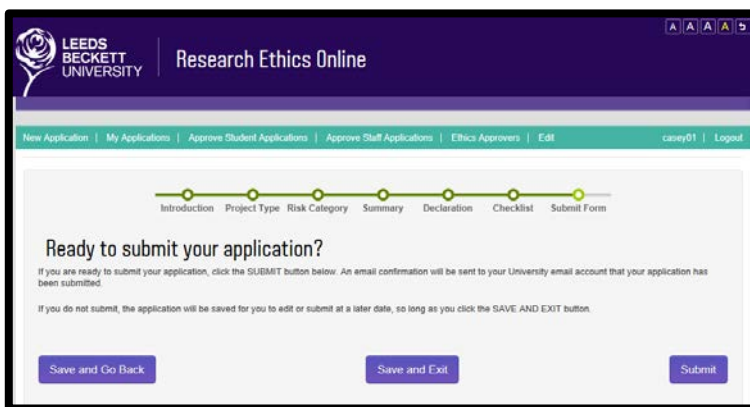 A A A A
LEEDS
BECKETT
UNIVERSITY
Research Ethics Online
New Application | My Applications | Approve Student Applications | Approve Staff Applications | Ethics Approvers | Edit
casey01 | Logout
Introduction Project Type Risk Category Summary Declaration Checklist Submit Form
Ready to submit your application?
If you are ready to submit your application, click the SUBMIT button below. An email confirmation will be sent to your University email account that your application has
been submitted.
If you do not submit, the application will be saved for you to edit or submit at a later date, so long as you click the SAVE AND EXIT button.
Save and Go Back
Save and Exit
Submit